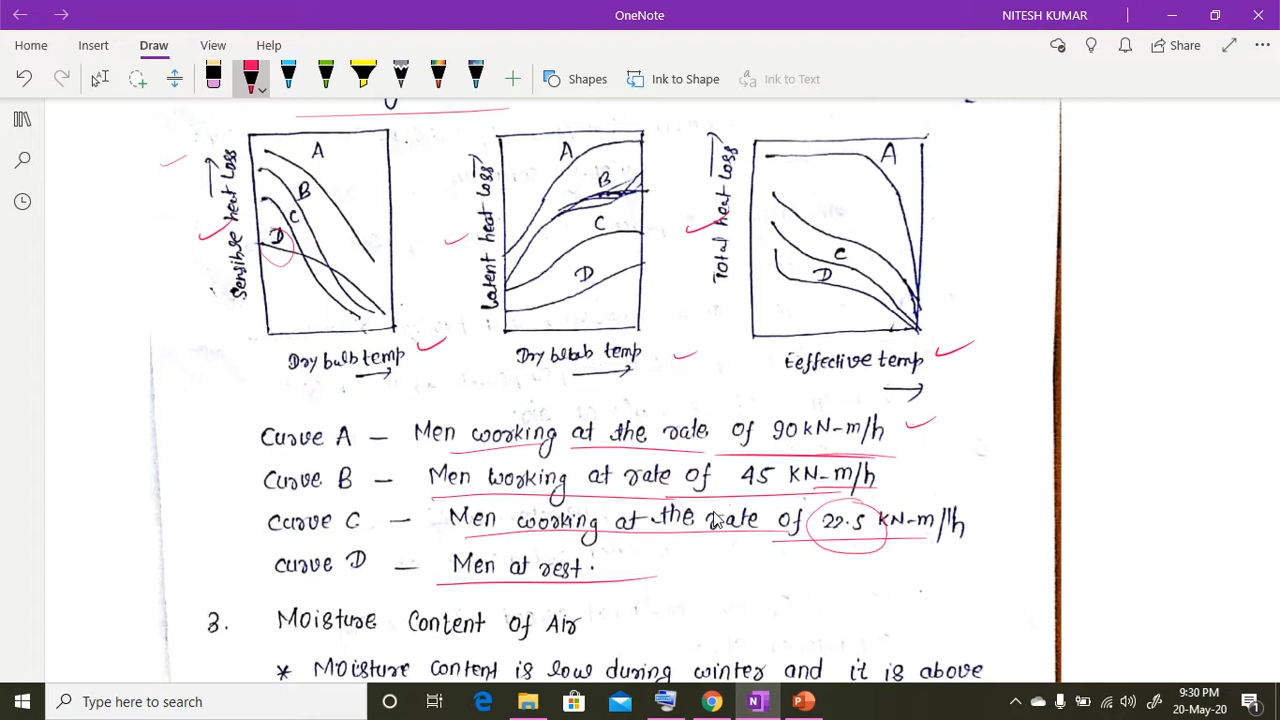 OneNote
NITESH KUMAR
Home
Insert
Draw
View
Help
Share
Shapes
Ink to Shape
Ink to Text
A
B
C
D
Sensible heat Loss
Dry bulb temp
A
B
C
D
Latent heat Loss
Dry blbab temp
A
C
D
Total heat Loss
Eeffective temp
Curve A - Men working at the rate of 90 kN-m/h
Curve B - Men working at rate of 45 KN-m/h
Curve C - Men working at the rate of 22.5 kN-m/h
Curve D - Men at rest.
3. Moisture Content Of Air
* Moisture content is low during winter and it is above
Type here to search
9:30 PM
20-May-20
1